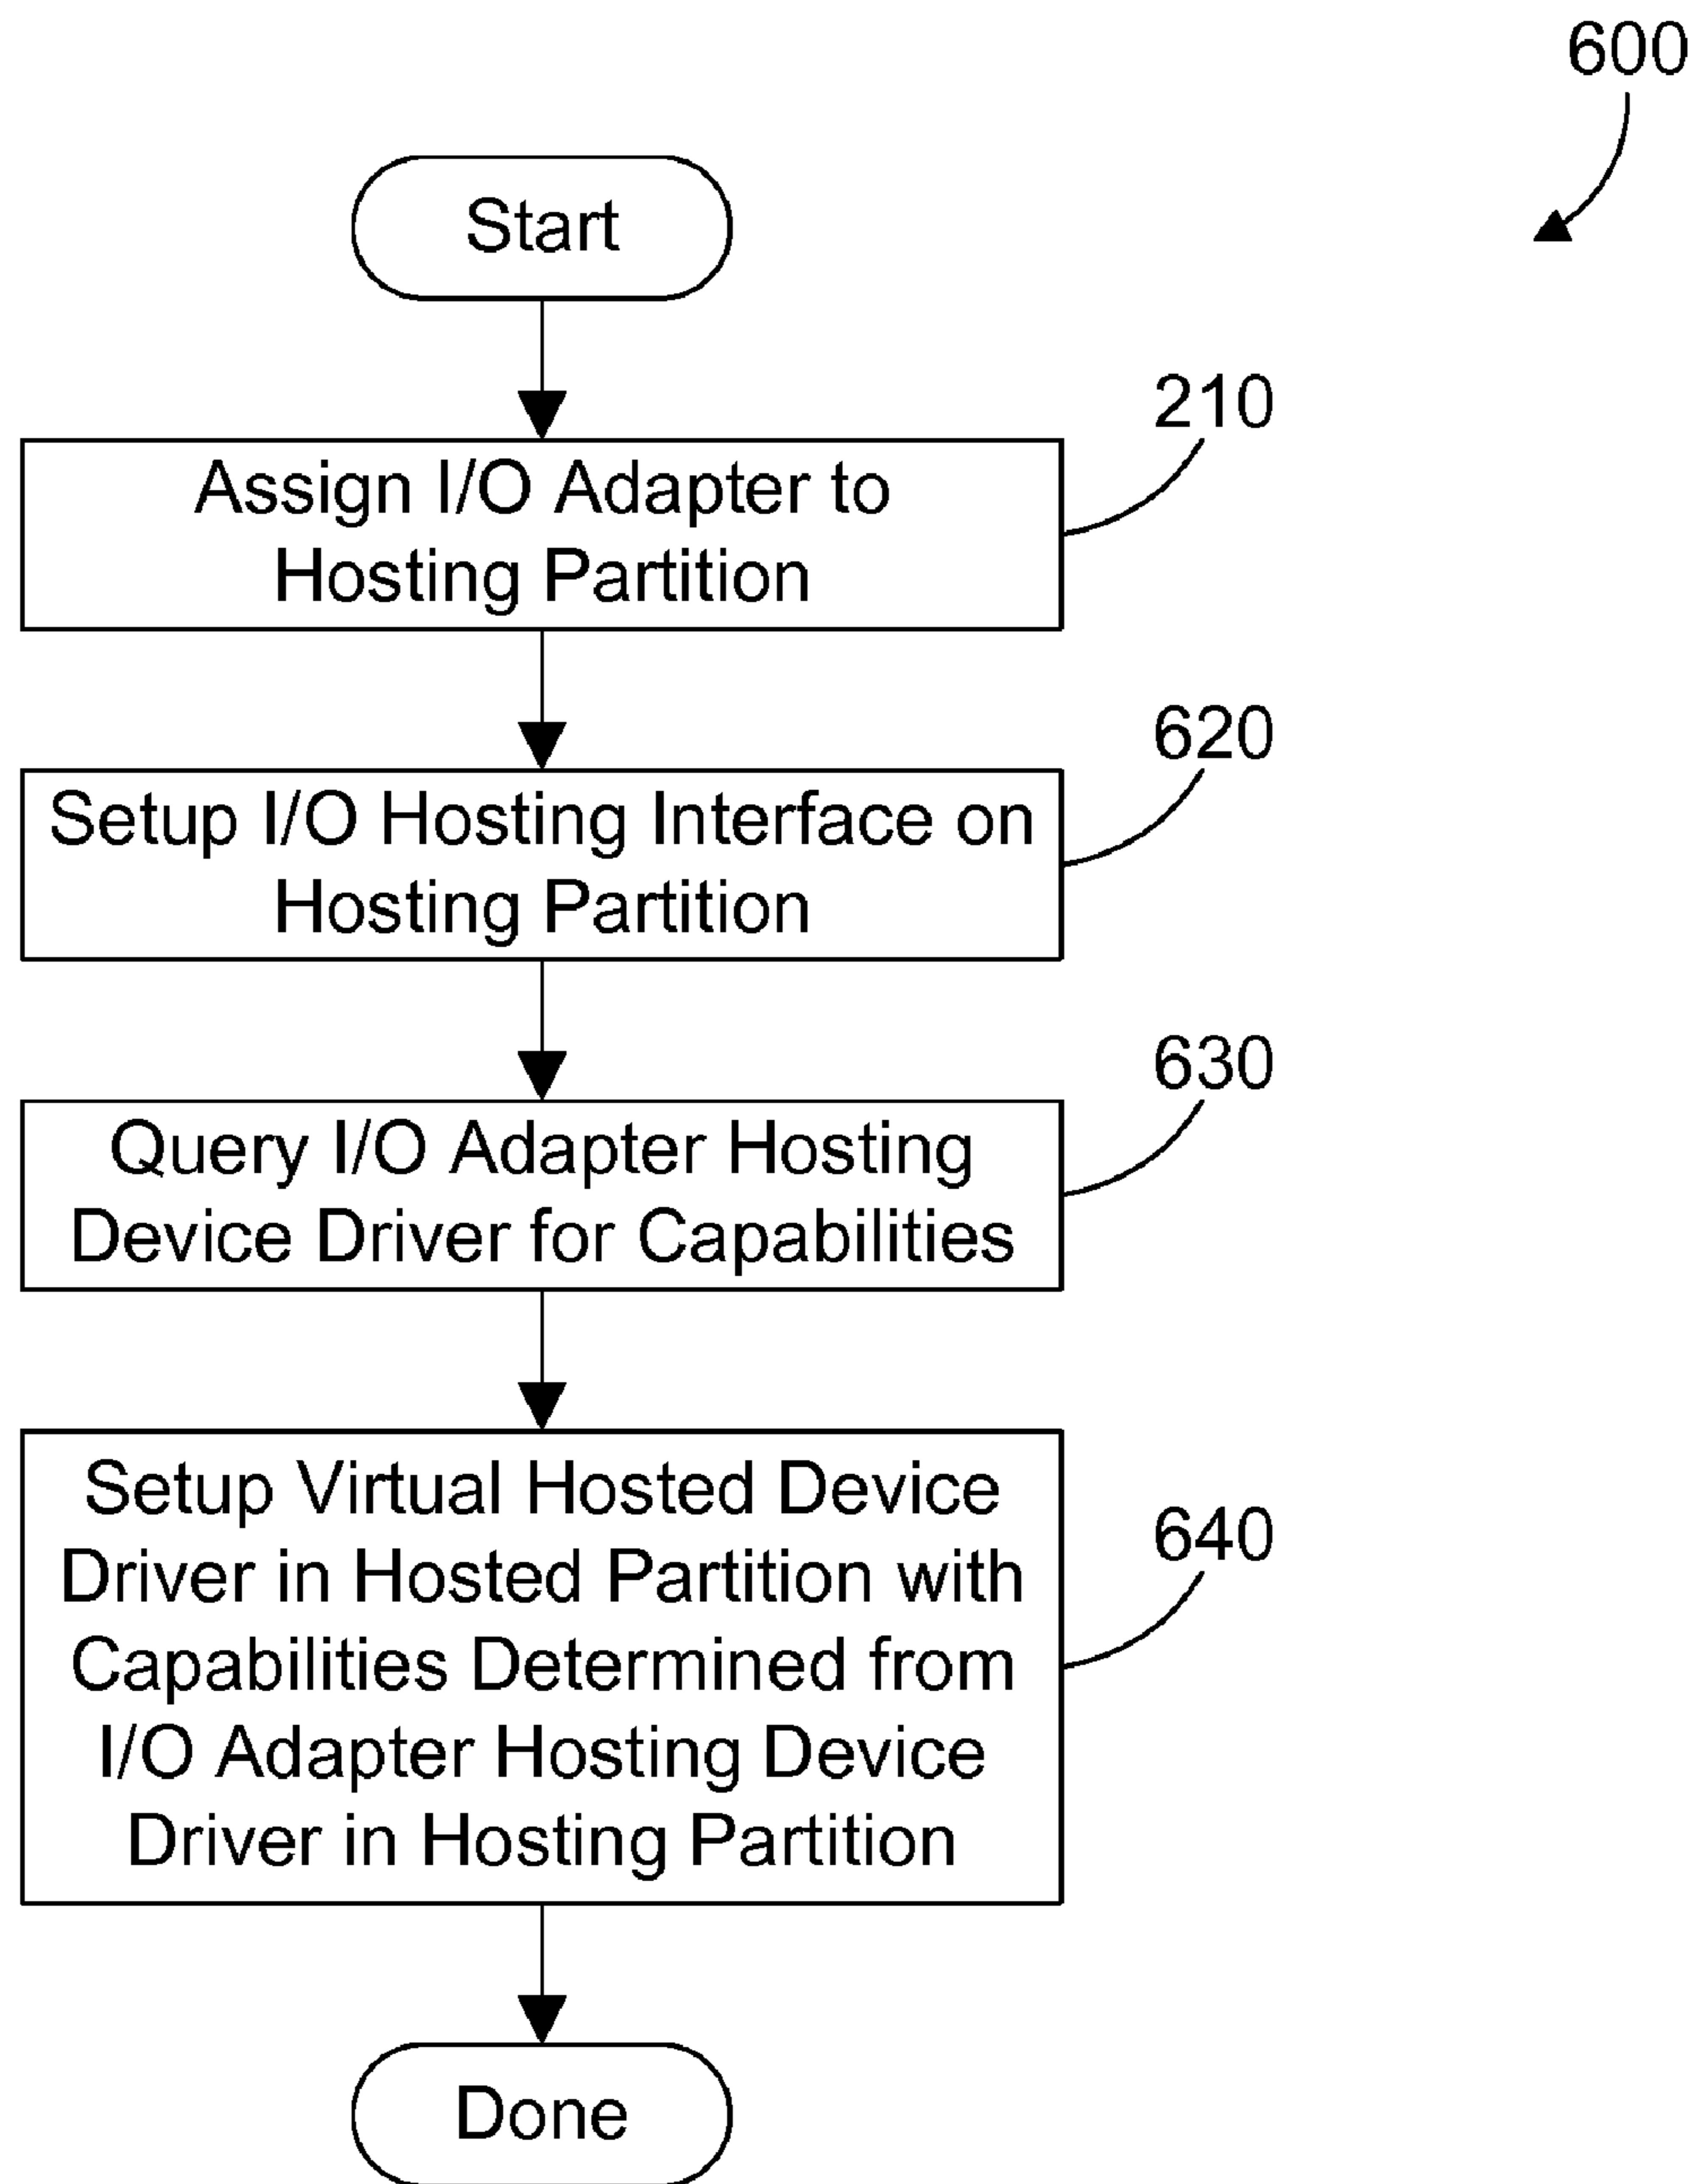 600
Start
210
Assign I/O Adapter to
Hosting Partition
620
Setup I/O Hosting Interface on
Hosting Partition
630
Query I/O Adapter Hosting
Device Driver for Capabilities
640
Setup Virtual Hosted Device
Driver in Hosted Partition with
Capabilities Determined from
I/O Adapter Hosting Device
Driver in Hosting Partition
Done